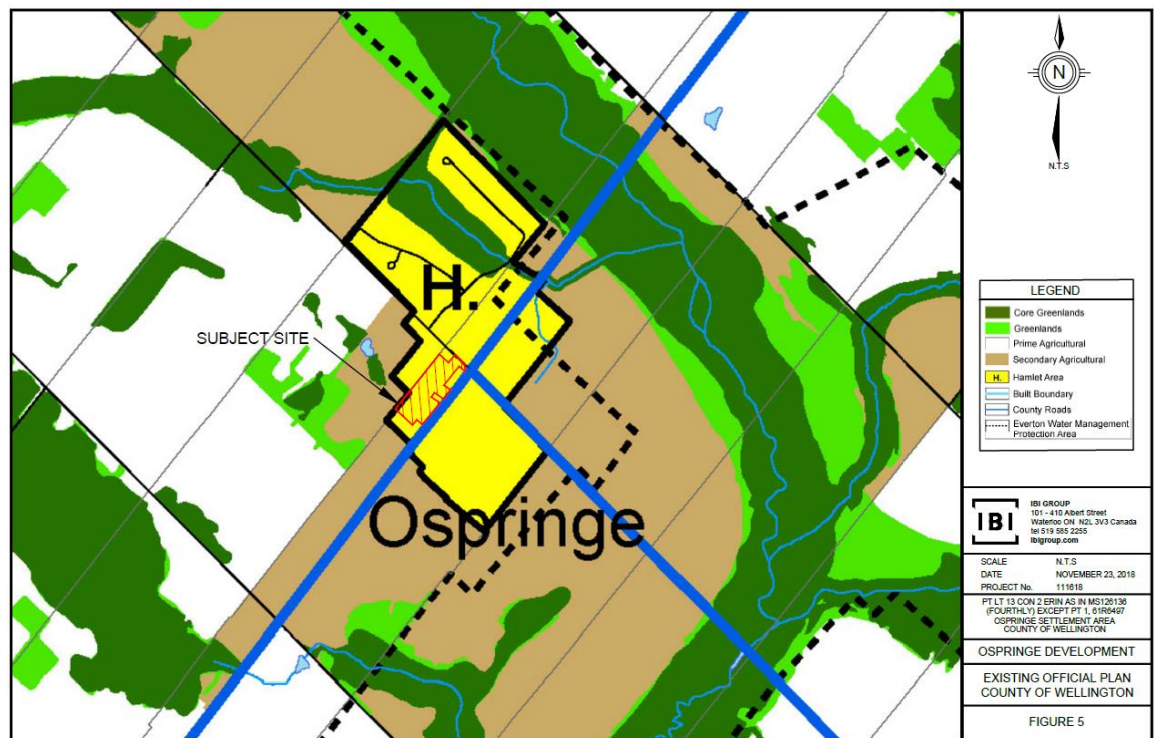 H.
SUBJECT SITE
Ospringe
N
N.T.S
LEGEND
Core Greenlands
Greenlands
Prime Agricultural
Secondary Agricultural
H. Hamlet Area
Built Boundary
County Roads
Everton Water Management
Protection Area
IBI
IBI GROUP
101 - 410 Albert Street
Waterloo ON N2L 3V3 Canada
tel 519 585 2255
ibigroup.com
SCALE N.T.S
DATE NOVEMBER 23, 2018
PROJECT No. 111618
PT LT 13 CON 2 ERIN AS IN MS126136
(FOURTHLY) EXCEPT PT 1, 61R6497
OSPRINGE SETTLEMENT AREA
COUNTY OF WELLINGTON
OSPRINGE DEVELOPMENT
EXISTING OFFICIAL PLAN
COUNTY OF WELLINGTON
FIGURE 5